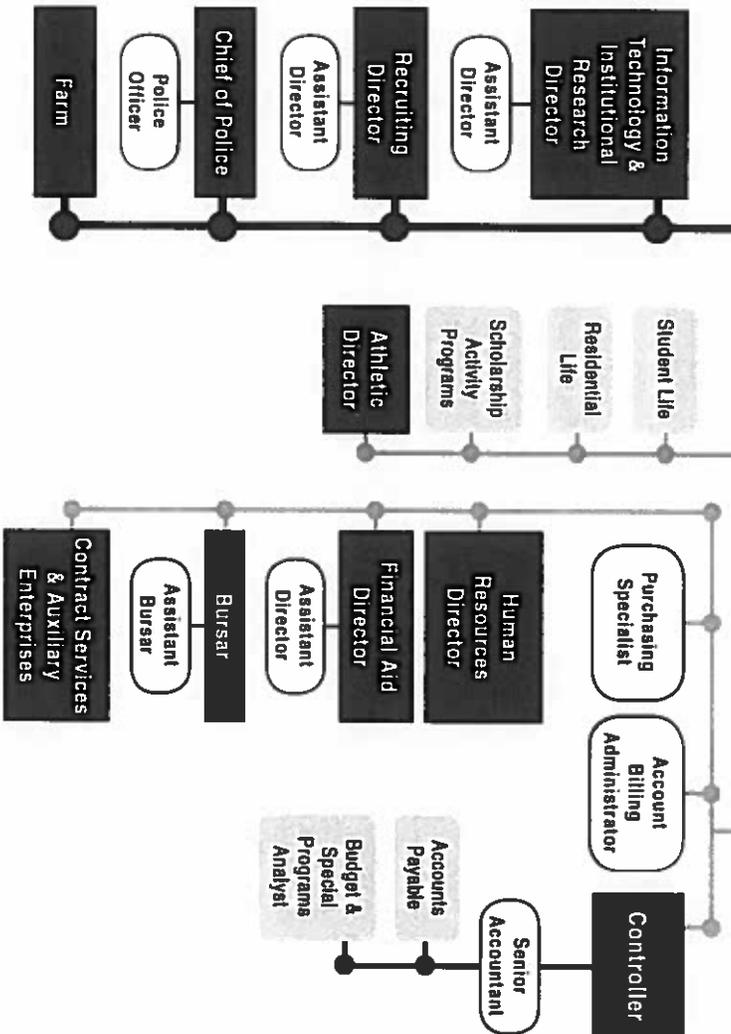 Information
Technology &
Institutional
Research
Director
Assistant
Director
Recruiting
Director
Assistant
Director
Chief of Police
Police
Officer
Farm
Student Life
Residential
Life
Scholarship
Activity
Programs
Athletic
Director
Purchasing
Specialist
Human
Resources
Director
Financial Aid
Director
Assistant
Director
Bursar
Assistant
Bursar
Contract Services
& Auxiliary
Enterprises
Account
Billing
Administrator
Controller
Senior
Accountant
Accounts
Payable
Budget &
Special
Programs
Analyst